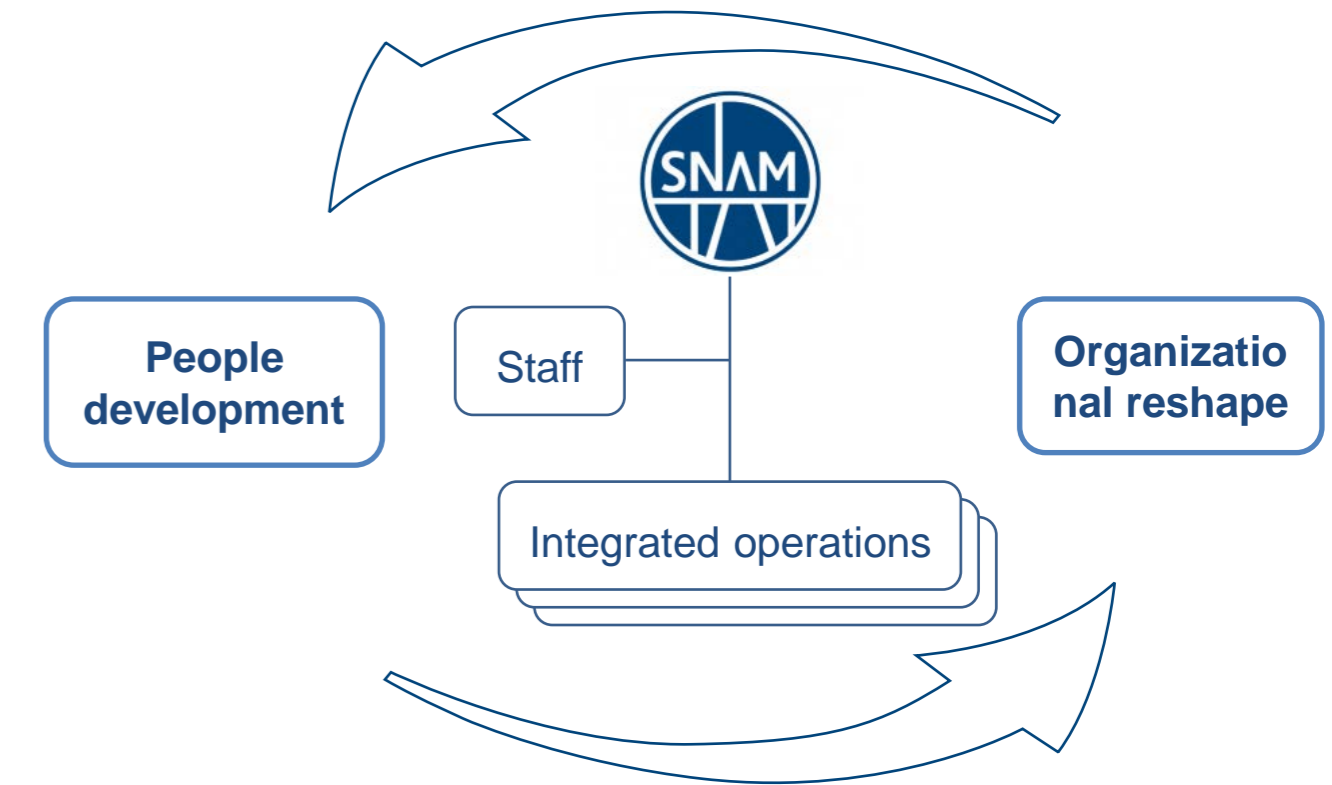 SNAM
People
development
Staff
Organizatio
nal reshape
Integrated operations